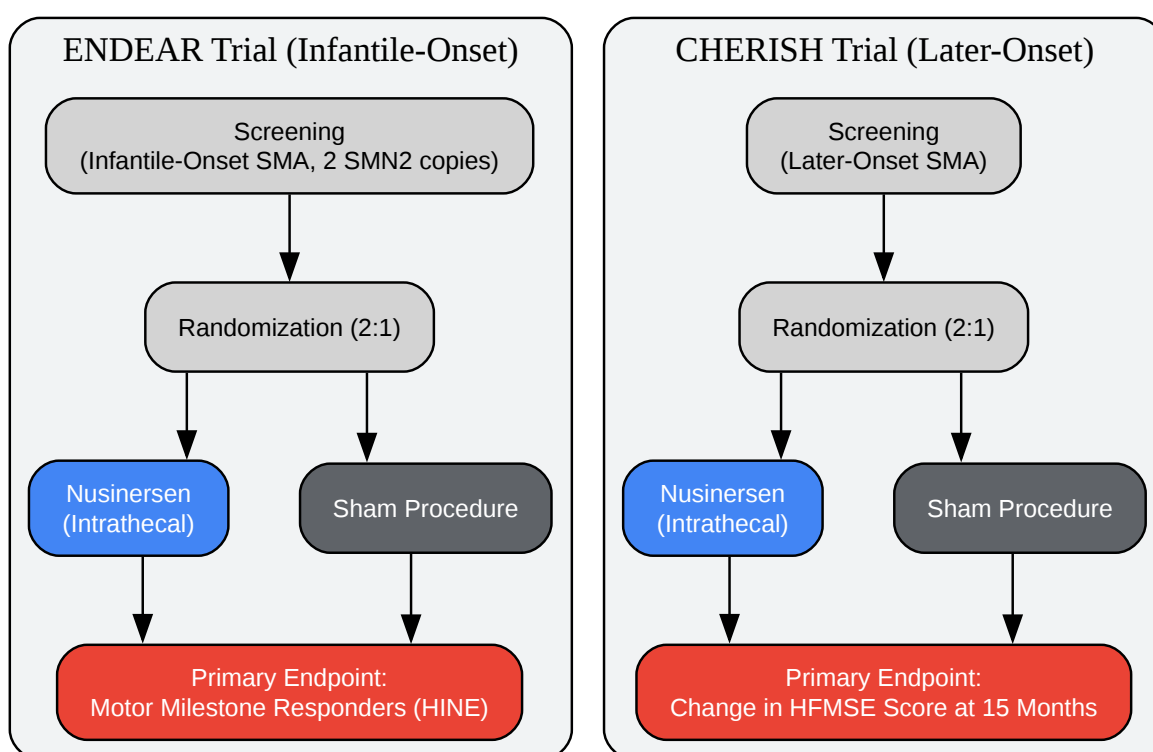 ENDEAR Trial (Infantile-Onset)
Screening
(Infantile-Onset SMA, 2 SMN2 copies)
Randomization (2:1)
Nusinersen
(Intrathecal)
Sham Procedure
Primary Endpoint:
Motor Milestone Responders (HINE)
CHERISH Trial (Later-Onset)
Screening
(Later-Onset SMA)
Randomization (2:1)
Nusinersen
(Intrathecal)
Sham Procedure
Primary Endpoint:
Change in HFMSE Score at 15 Months